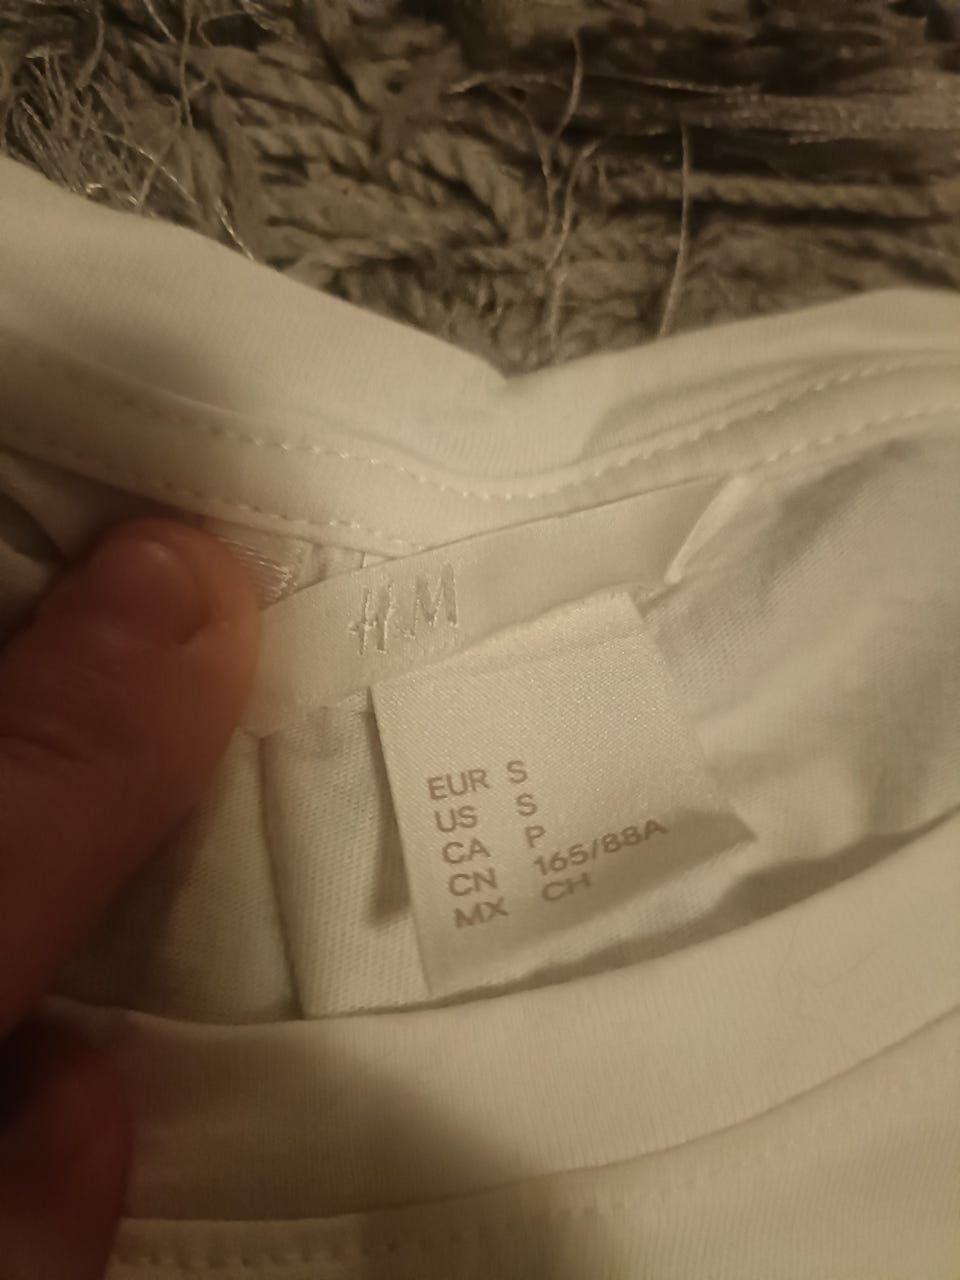 H&M
EUR S
US S
CA P
CN 165/88A
MX CH